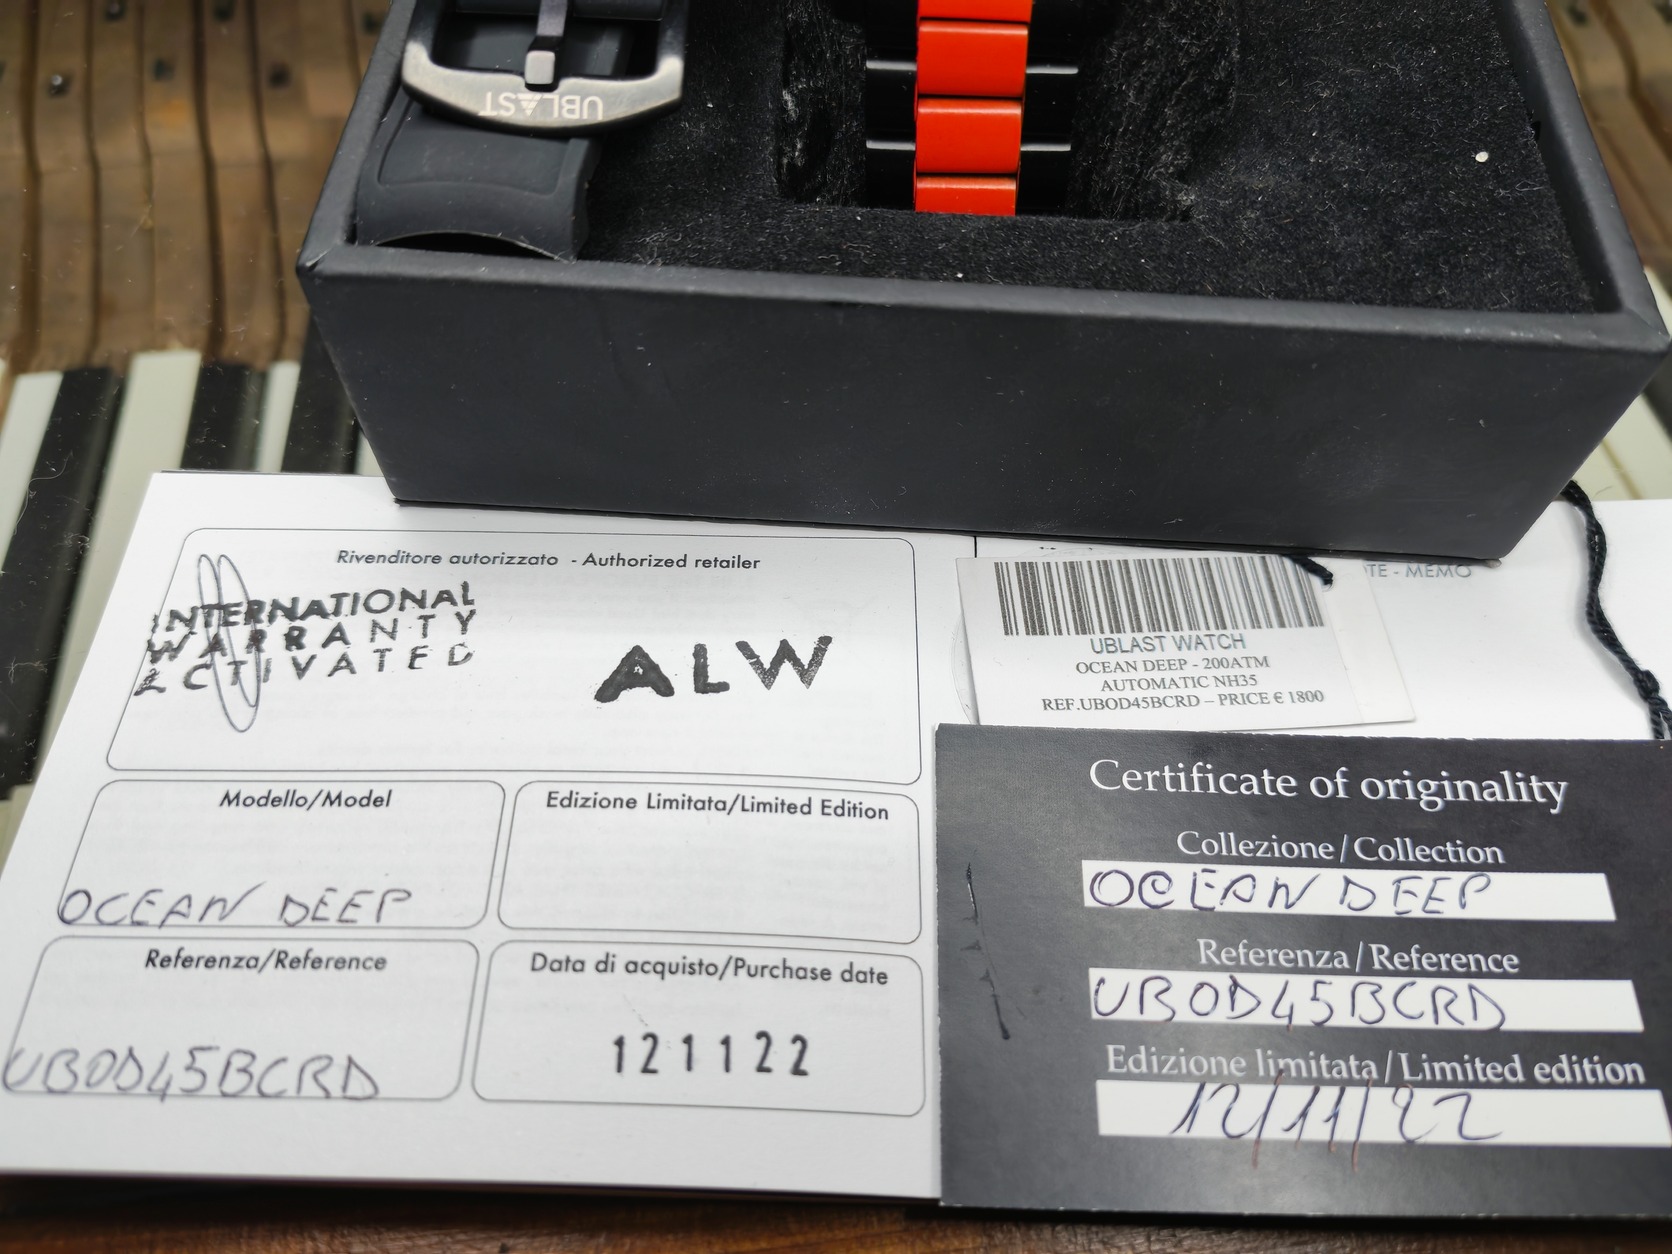 UBLAST
Rivenditore autorizzato - Authorized retailer
INTERNATIONAL
WARRANTY
ACTIVATED
ALW
Modello/Model
OCEAN DEEP
Edizione Limitata/Limited Edition
Referenza/Reference
UBOD45BCRD
Data di acquisto/Purchase date
121122
TE - MEMO
UBLAST WATCH
OCEAN DEEP - 200ATM
AUTOMATIC NH35
REF.UBOD45BCRD – PRICE € 1800
Certificate of originality
Collezione/Collection
OCEAN DEEP
Referenza/Reference
UBOD45BCRD
Edizione limitata/Limited edition
12/11/22